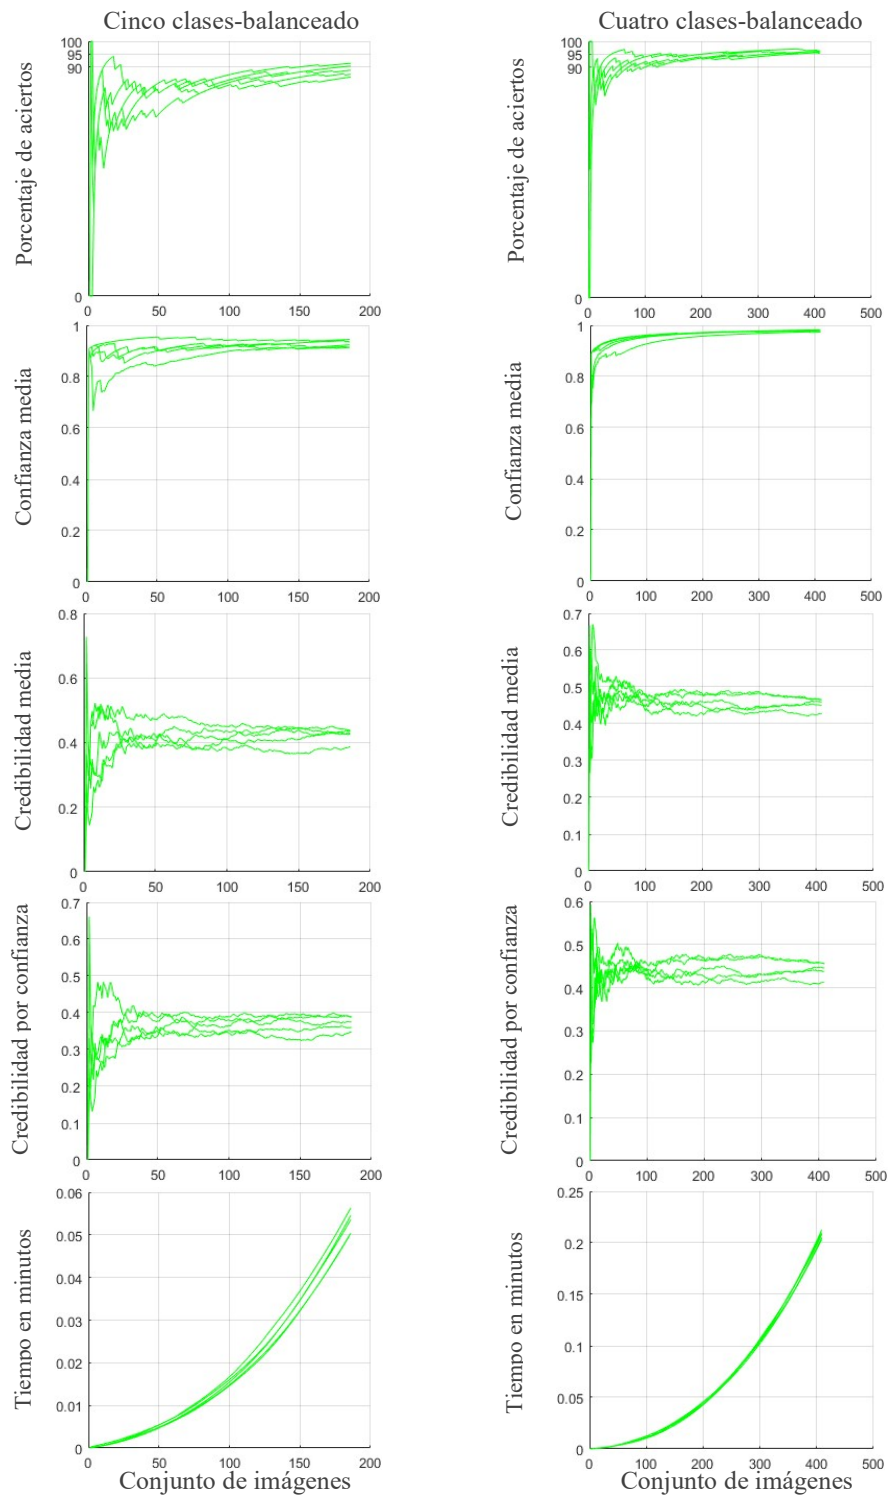 Cinco clases-balanceado
Cuatro clases-balanceado
Porcentaje de aciertos
100
95
90
0
0 50 100 150 200
Porcentaje de aciertos
100
95
90
0
0 100 200 300 400 500
Confianza media
1
0.8
0.6
0.4
0.2
0
0 50 100 150 200
Confianza media
1
0.8
0.6
0.4
0.2
0
0 100 200 300 400 500
Credibilidad media
0.8
0.6
0.4
0.2
0
0 50 100 150 200
Credibilidad media
0.7
0.6
0.5
0.4
0.3
0.2
0.1
0
0 100 200 300 400 500
Credibilidad por confianza
0.7
0.6
0.5
0.4
0.3
0.2
0.1
0
0 50 100 150 200
Credibilidad por confianza
0.6
0.5
0.4
0.3
0.2
0.1
0
0 100 200 300 400 500
Tiempo en minutos
0.06
0.05
0.04
0.03
0.02
0.01
0
0 50 100 150 200
Conjunto de imágenes
Tiempo en minutos
0.25
0.2
0.15
0.1
0.05
0
0 100 200 300 400 500
Conjunto de imágenes